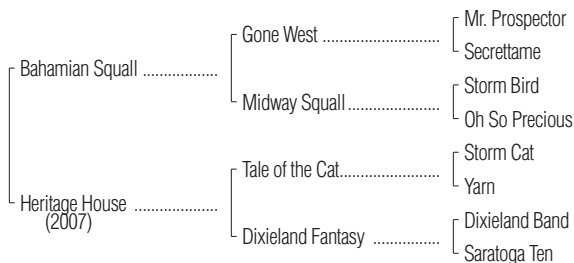 Mr. Prospector
Gone West ..............................
Secrettame
Bahamian Squall ...................
Storm Bird
Midway Squall.......................
Oh So Precious
Storm Cat
Tale of the Cat.........................
Yarn
Heritage House .....................
(2007)
Dixieland Band
Dixieland Fantasy .................
Saratoga Ten